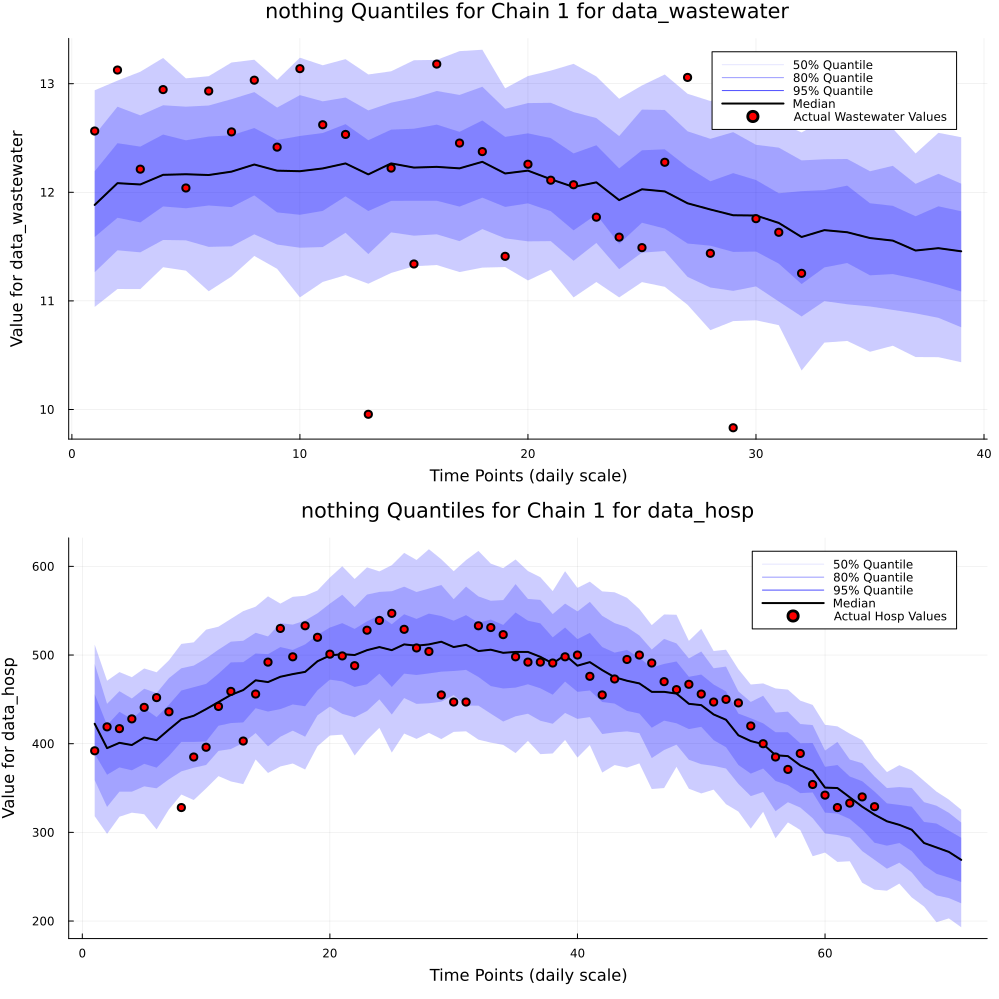 nothing Quantiles for Chain 1 for data_wastewater
Value for data_wastewater
13
12
11
10
50% Quantile
80% Quantile
95% Quantile
Median
Actual Wastewater Values
0
10
20
30
40
Time Points (daily scale)
nothing Quantiles for Chain 1 for data_hosp
Value for data_hosp
600
500
400
300
200
50% Quantile
80% Quantile
95% Quantile
Median
Actual Hosp Values
0
20
40
60
Time Points (daily scale)